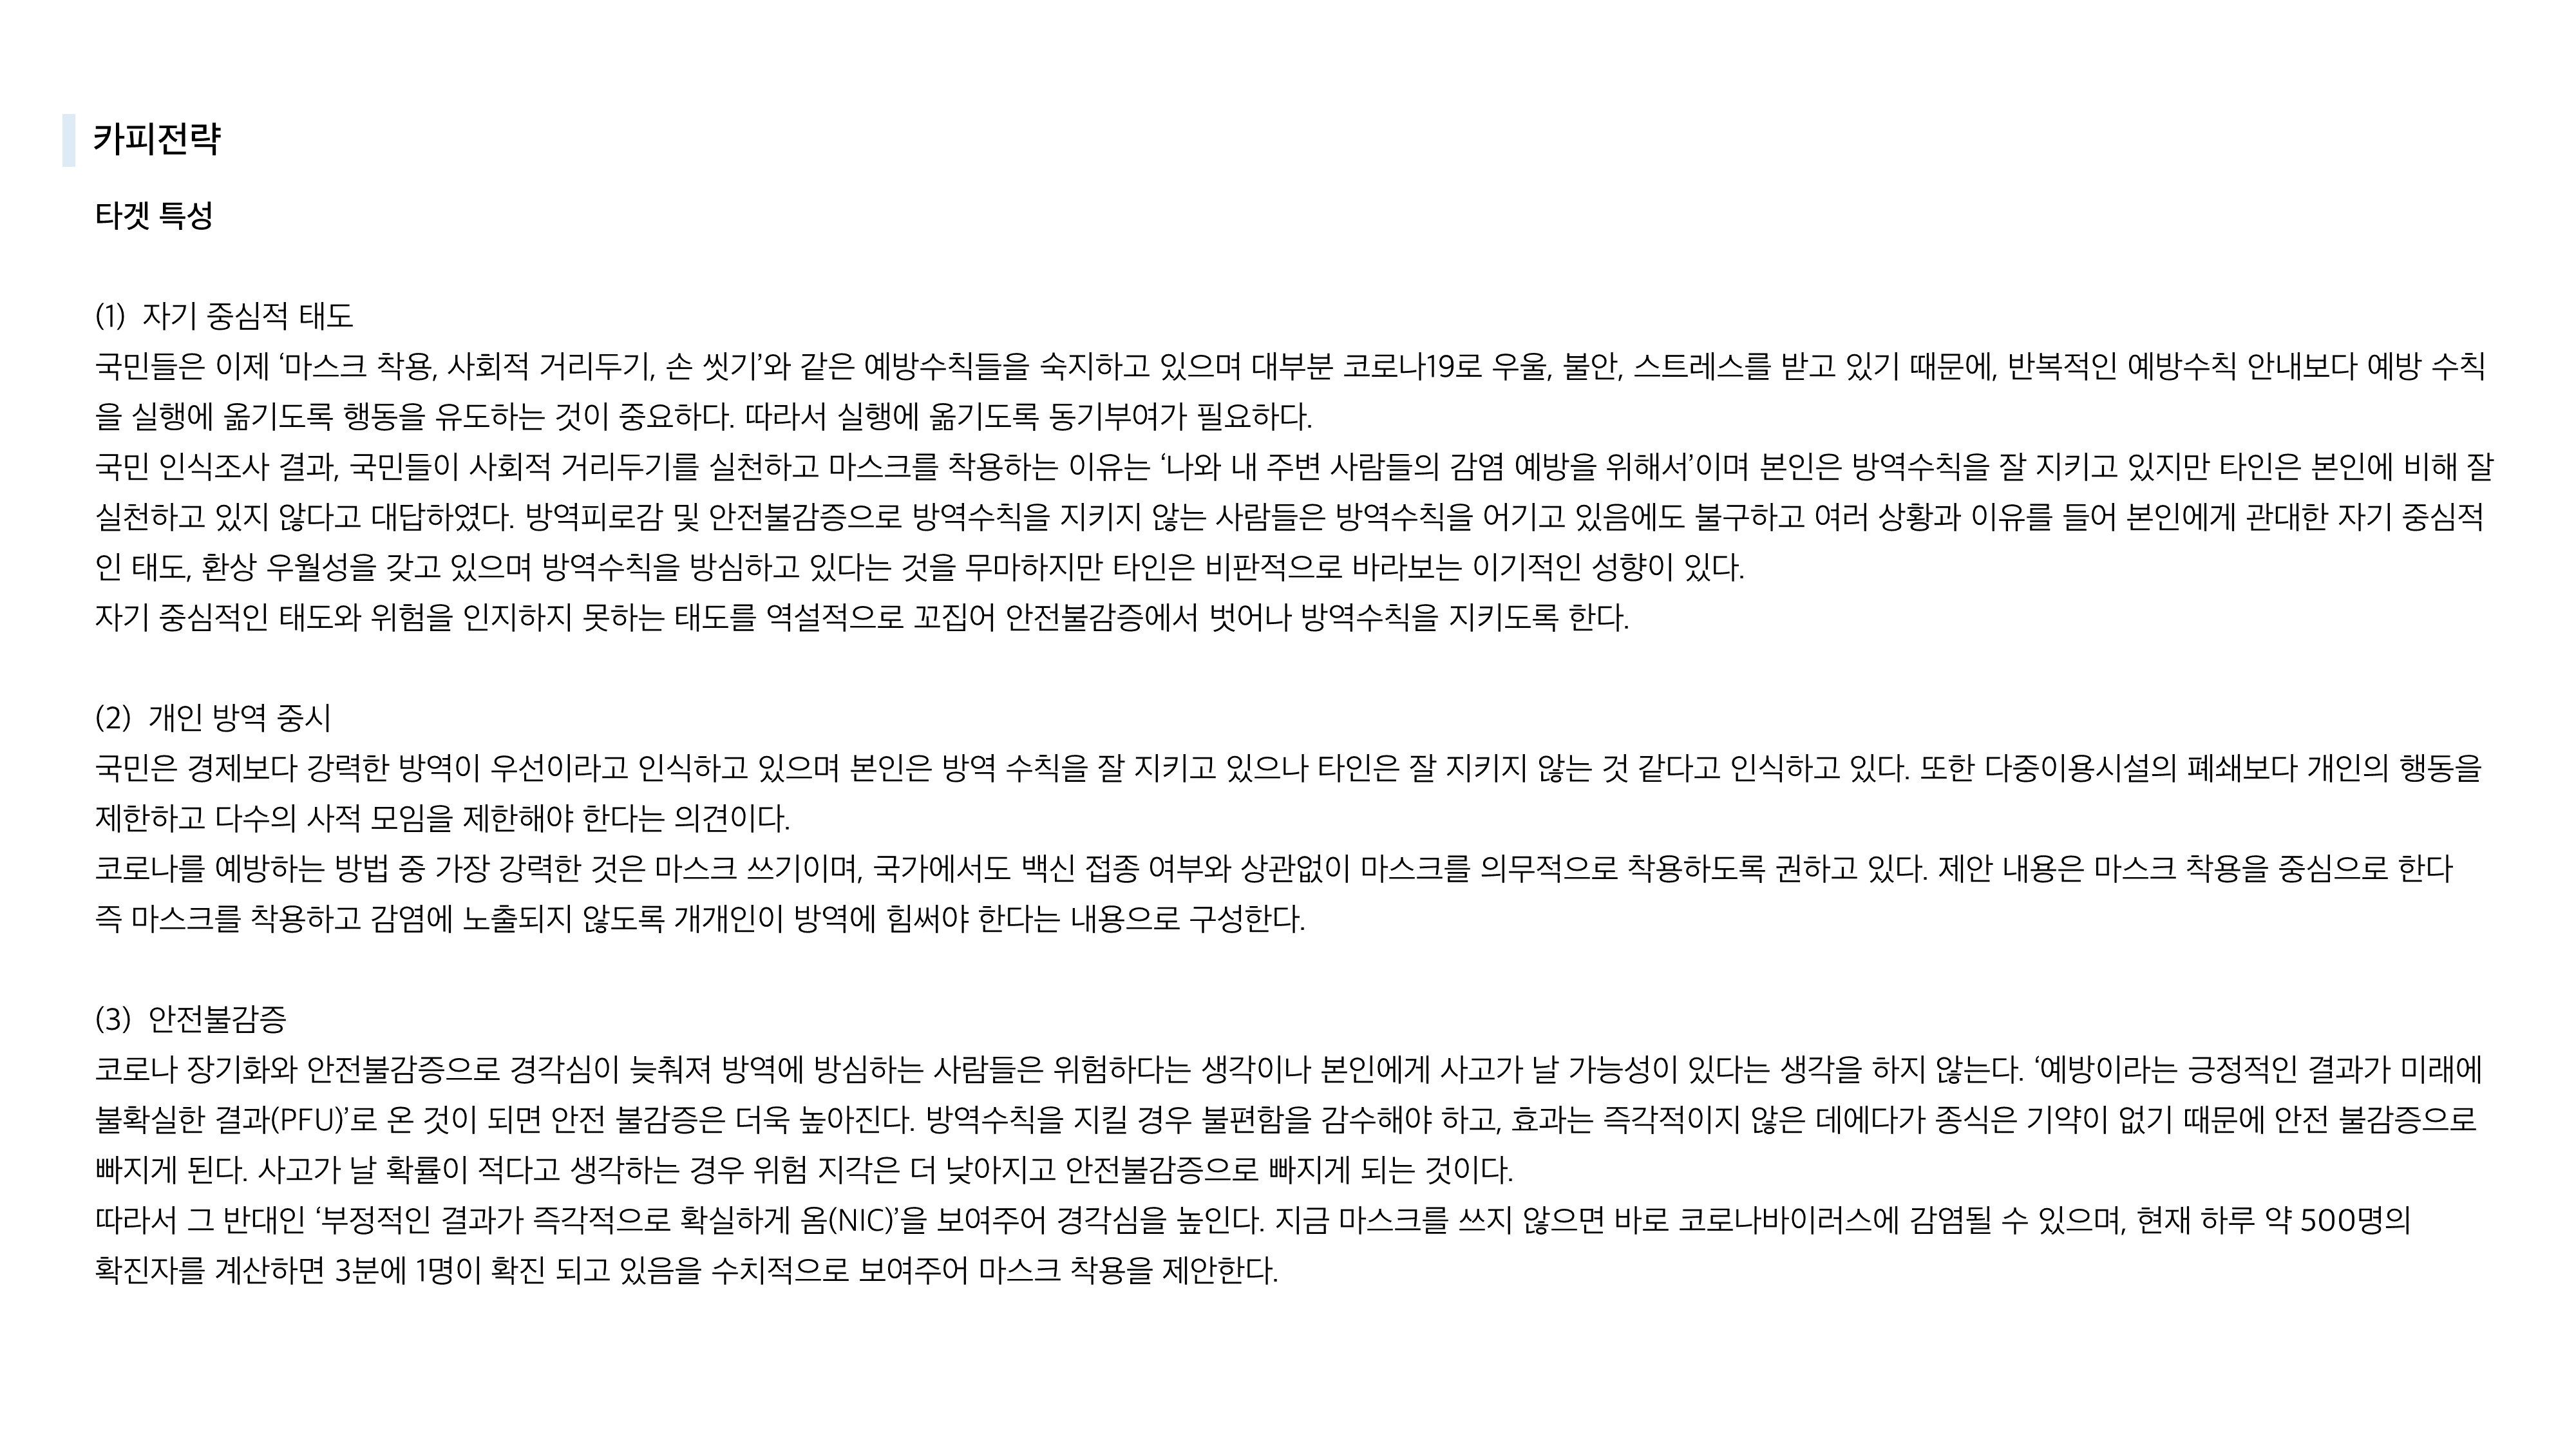 카피전략
타겟 특성
(1) 자기 중심적 태도
국민들은 이제 ‘마스크 착용, 사회적 거리두기, 손 씻기’와 같은 예방수칙들을 숙지하고 있으며 대부분 코로나19로 우울, 불안, 스트레스를 받고 있기 때문에, 반복적인 예방수칙 안내보다 예방 수칙
을 실행에 옮기도록 행동을 유도하는 것이 중요하다. 따라서 실행에 옮기도록 동기부여가 필요하다.
국민 인식조사 결과, 국민들이 사회적 거리두기를 실천하고 마스크를 착용하는 이유는 ‘나와 내 주변 사람들의 감염 예방을 위해서’이며 본인은 방역수칙을 잘 지키고 있지만 타인은 본인에 비해 잘
실천하고 있지 않다고 대답하였다. 방역피로감 및 안전불감증으로 방역수칙을 지키지 않는 사람들은 방역수칙을 어기고 있음에도 불구하고 여러 상황과 이유를 들어 본인에게 관대한 자기 중심적
인 태도, 환상 우월성을 갖고 있으며 방역수칙을 방심하고 있다는 것을 무마하지만 타인은 비판적으로 바라보는 이기적인 성향이 있다.
자기 중심적인 태도와 위험을 인지하지 못하는 태도를 역설적으로 꼬집어 안전불감증에서 벗어나 방역수칙을 지키도록 한다.
(2) 개인 방역 중시
국민은 경제보다 강력한 방역이 우선이라고 인식하고 있으며 본인은 방역 수칙을 잘 지키고 있으나 타인은 잘 지키지 않는 것 같다고 인식하고 있다. 또한 다중이용시설의 폐쇄보다 개인의 행동을
제한하고 다수의 사적 모임을 제한해야 한다는 의견이다.
코로나를 예방하는 방법 중 가장 강력한 것은 마스크 쓰기이며, 국가에서도 백신 접종 여부와 상관없이 마스크를 의무적으로 착용하도록 권하고 있다. 제안 내용은 마스크 착용을 중심으로 한다
즉 마스크를 착용하고 감염에 노출되지 않도록 개개인이 방역에 힘써야 한다는 내용으로 구성한다.
(3) 안전불감증
코로나 장기화와 안전불감증으로 경각심이 늦춰져 방역에 방심하는 사람들은 위험하다는 생각이나 본인에게 사고가 날 가능성이 있다는 생각을 하지 않는다. ‘예방이라는 긍정적인 결과가 미래에
불확실한 결과(PFU)’로 온 것이 되면 안전 불감증은 더욱 높아진다. 방역수칙을 지킬 경우 불편함을 감수해야 하고, 효과는 즉각적이지 않은 데에다가 종식은 기약이 없기 때문에 안전 불감증으로
빠지게 된다. 사고가 날 확률이 적다고 생각하는 경우 위험 지각은 더 낮아지고 안전불감증으로 빠지게 되는 것이다.
따라서 그 반대인 ‘부정적인 결과가 즉각적으로 확실하게 옴(NIC)’을 보여주어 경각심을 높인다. 지금 마스크를 쓰지 않으면 바로 코로나바이러스에 감염될 수 있으며, 현재 하루 약 500명의
확진자를 계산하면 3분에 1명이 확진 되고 있음을 수치적으로 보여주어 마스크 착용을 제안한다.